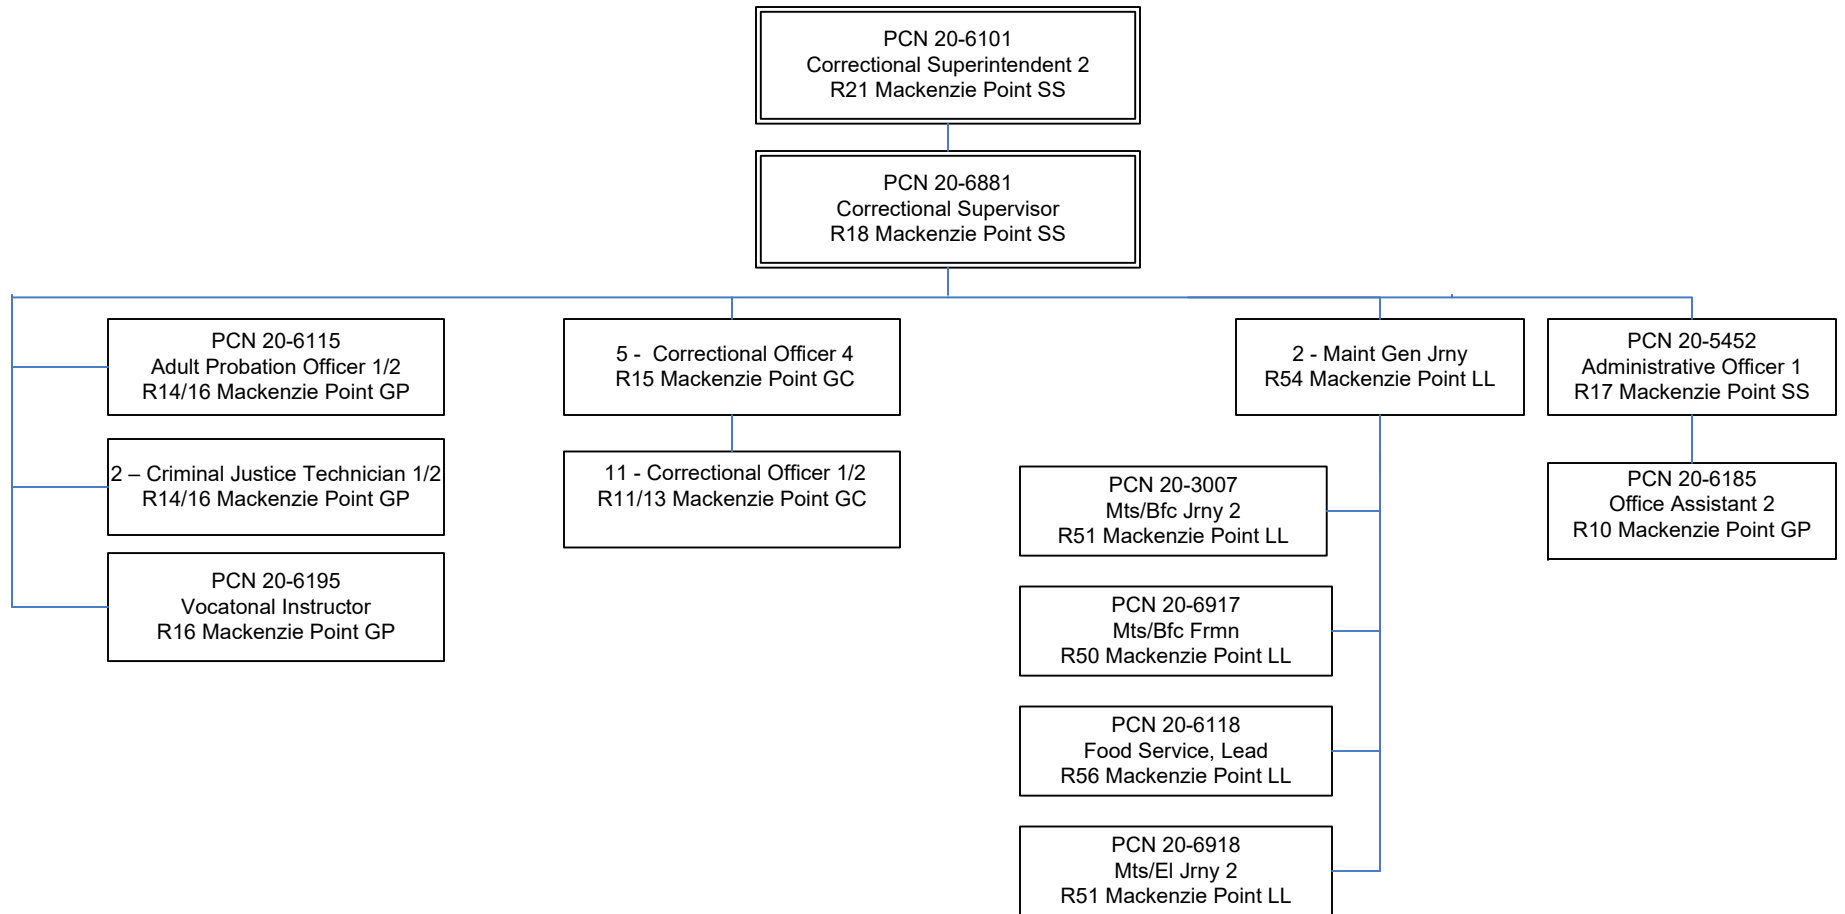 PCN 20-6101
Correctional Superintendent 2
R21 Mackenzie Point SS
PCN 20-6881
Correctional Supervisor
R18 Mackenzie Point SS
PCN 20-6115
Adult Probation Officer 1/2
R14/16 Mackenzie Point GP
2 – Criminal Justice Technician 1/2
R14/16 Mackenzie Point GP
PCN 20-6195
Vocatonal Instructor
R16 Mackenzie Point GP
5 - Correctional Officer 4
R15 Mackenzie Point GC
11 - Correctional Officer 1/2
R11/13 Mackenzie Point GC
2 - Maint Gen Jrny
R54 Mackenzie Point LL
PCN 20-3007
Mts/Bfc Jrny 2
R51 Mackenzie Point LL
PCN 20-6917
Mts/Bfc Frmn
R50 Mackenzie Point LL
PCN 20-6118
Food Service, Lead
R56 Mackenzie Point LL
PCN 20-6918
Mts/El Jrny 2
R51 Mackenzie Point LL
PCN 20-5452
Administrative Officer 1
R17 Mackenzie Point SS
PCN 20-6185
Office Assistant 2
R10 Mackenzie Point GP